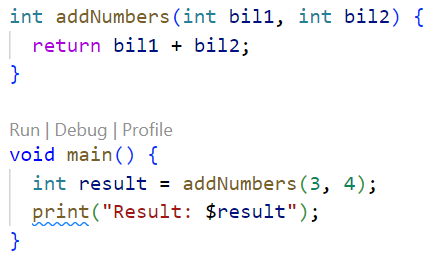 int addNumbers(int bil1, int bil2) {
  return bil1 + bil2;
}
Run | Debug | Profile
void main() {
  int result = addNumbers(3, 4);
  print("Result: $result");
}